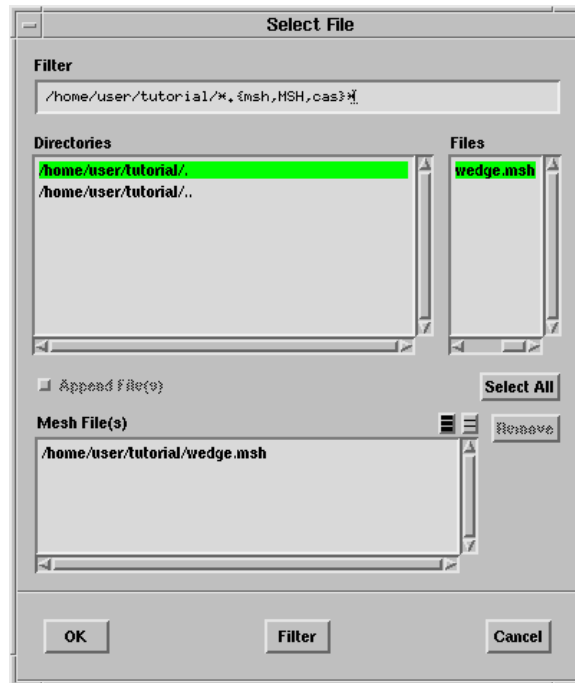 Select File
Filter
/home/user/tutorial/*.{msh,MSH,cas}*
Directories
Files
/home/user/tutorial/.
/home/user/tutorial/..
wedge.msh
Append File(s)
Select All
Mesh File(s)
Remove
/home/user/tutorial/wedge.msh
OK
Filter
Cancel